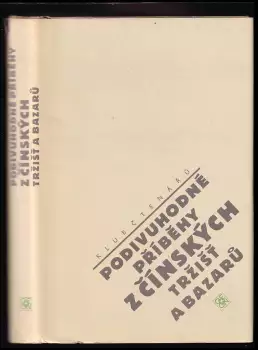 PODIVUHODNÉ PŘÍBĚHY
Z ČÍNSKÝCH
TRŽIŠŤ A BAZARŮ
KLUB ČTENÁŘŮ
PODIVUHODNÉ
PŘÍBĚHY
Z ČÍNSKÝCH
TRŽIŠŤ
A BAZARŮ